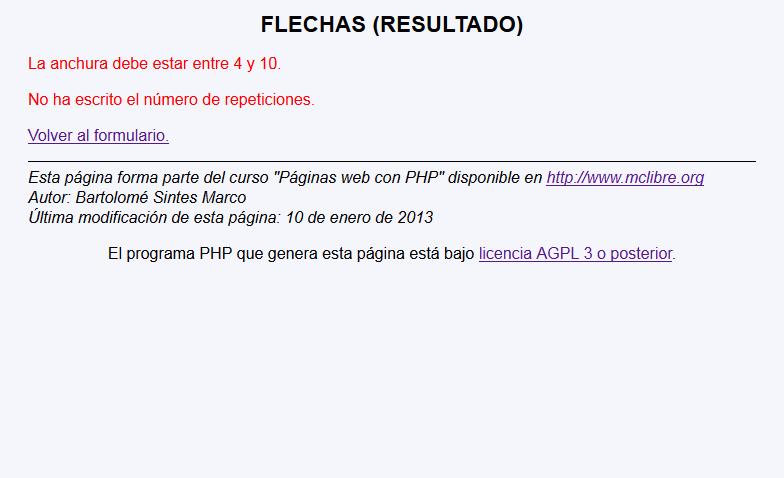 FLECHAS (RESULTADO)
La anchura debe estar entre 4 y 10.
No ha escrito el número de repeticiones.
Volver al formulario.
Esta página forma parte del curso "Páginas web con PHP" disponible en http://www.mclibre.org
Autor: Bartolomé Sintes Marco
Última modificación de esta página: 10 de enero de 2013
El programa PHP que genera esta página está bajo licencia AGPL 3 o posterior.